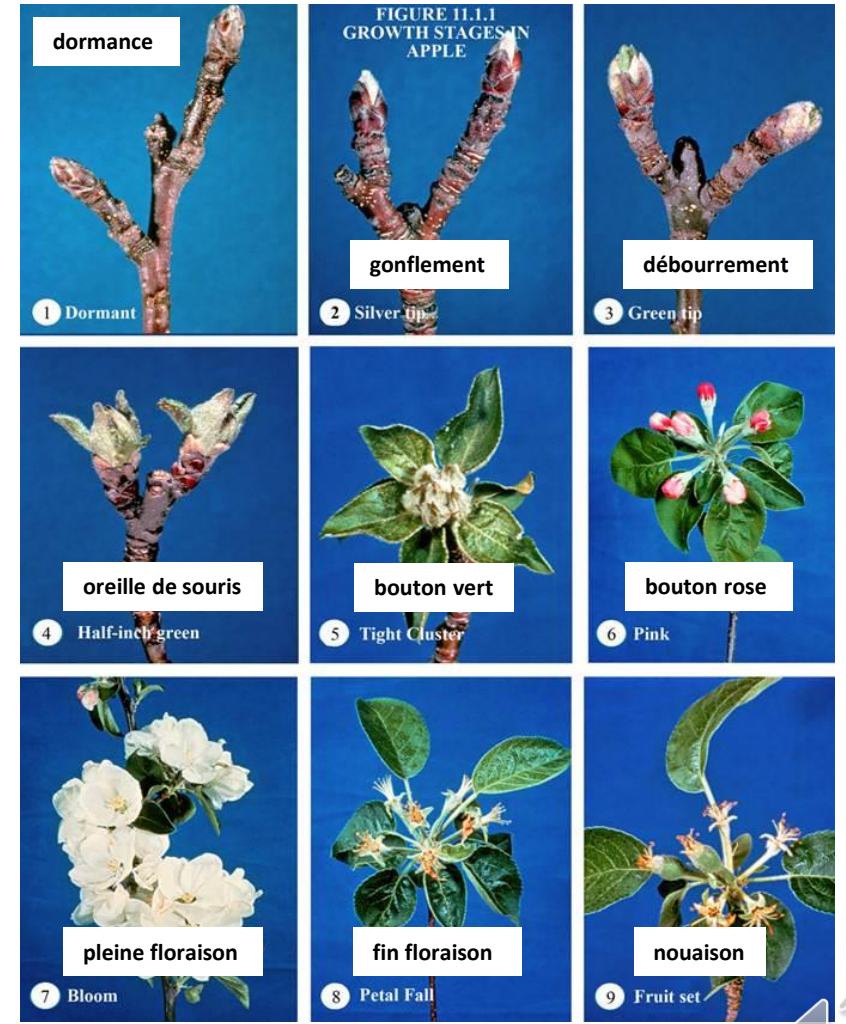 FIGURE 11.1.1
GROWTH STAGES IN
APPLE
dormance
1 Dormant
gonflement
2 Silver tip
débourrement
3 Green tip
oreille de souris
4 Half-inch green
bouton vert
5 Tight Cluster
bouton rose
6 Pink
pleine floraison
7 Bloom
fin floraison
8 Petal Fall
nouaison
9 Fruit set